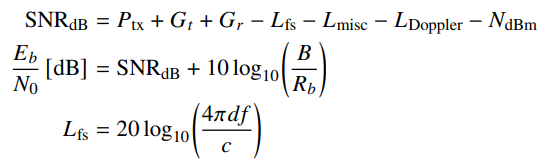 SNR_dB = P_tx + G_t + G_r − L_fs − L_misc − L_Doppler − N_dBm
E_b/N_0 [dB] = SNR_dB + 10 log_10(B/R_b)
L_fs = 20 log_10(4πdf/c)